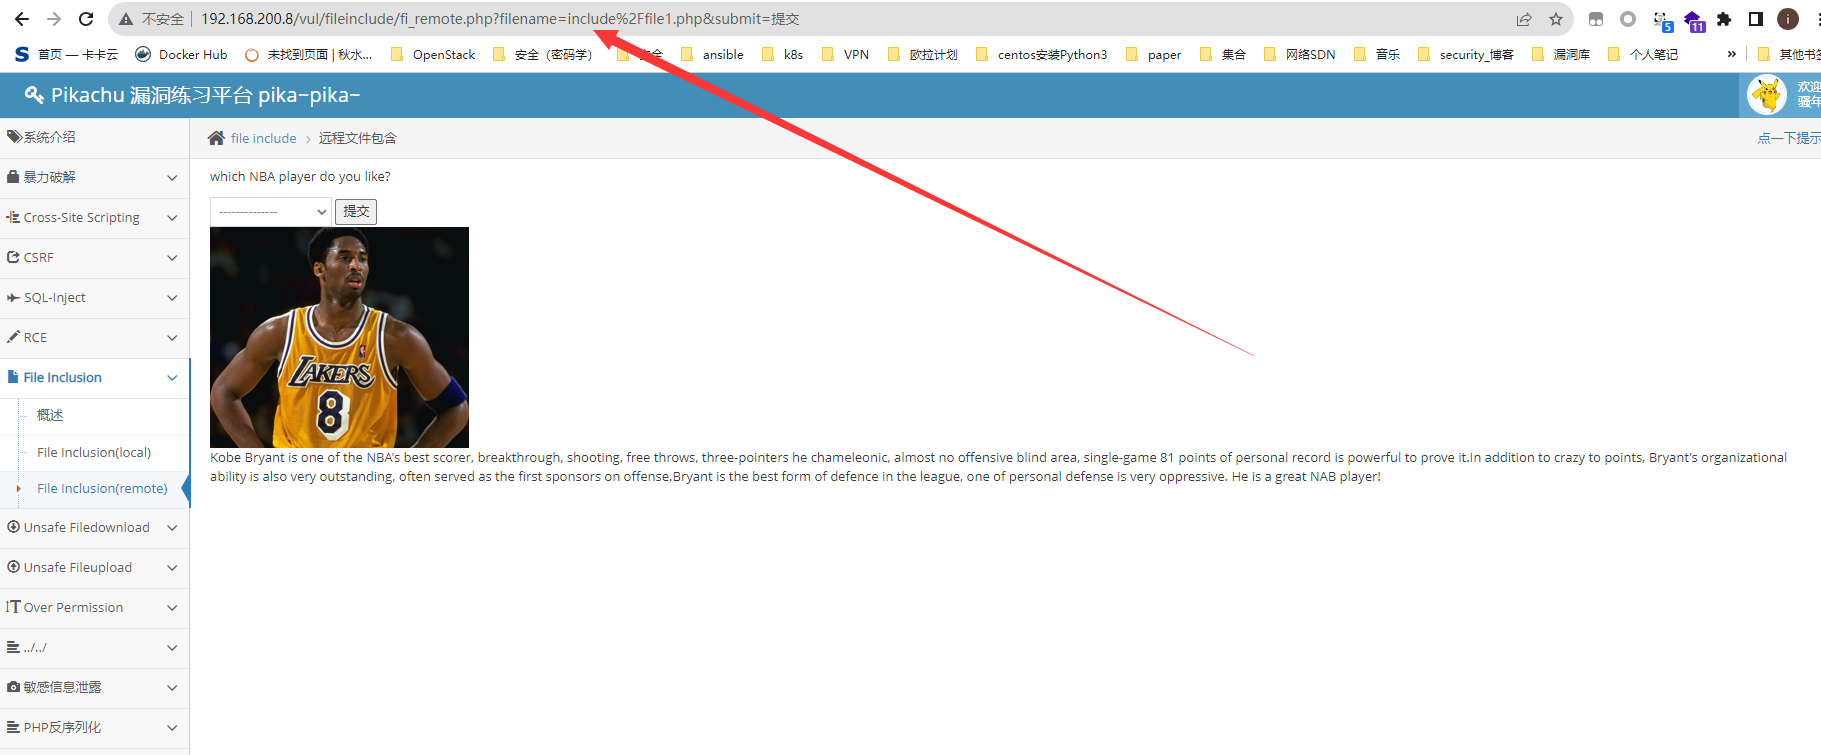 不安全 | 192.168.200.8/vul/fileinclude/fi_remote.php?filename=include%2Ffile1.php&submit=提交
5
11
i
S 首页 — 卡卡云 Docker Hub 未找到页面 | 秋水... OpenStack 安全（密码学） 安全 ansible k8s VPN 欧拉计划 centos安装Python3 paper 集合 网络SDN 音乐 security_博客 漏洞库 个人笔记 » 其他书签
Pikachu 漏洞练习平台 pika~pika~
欢迎
骚年
系统介绍
file include > 远程文件包含
点一下提示
暴力破解
Cross-Site Scripting
CSRF
SQL-Inject
RCE
File Inclusion
概述
File Inclusion(local)
File Inclusion(remote)
Unsafe Filedownload
Unsafe Fileupload
Over Permission
../../
敏感信息泄露
PHP反序列化
which NBA player do you like?
-------------- 提交
LAKERS
8
Kobe Bryant is one of the NBA's best scorer, breakthrough, shooting, free throws, three-pointers he chameleonic, almost no offensive blind area, single-game 81 points of personal record is powerful to prove it.In addition to crazy to points, Bryant's organizational
ability is also very outstanding, often served as the first sponsors on offense.Bryant is the best form of defence in the league, one of personal defense is very oppressive. He is a great NAB player!